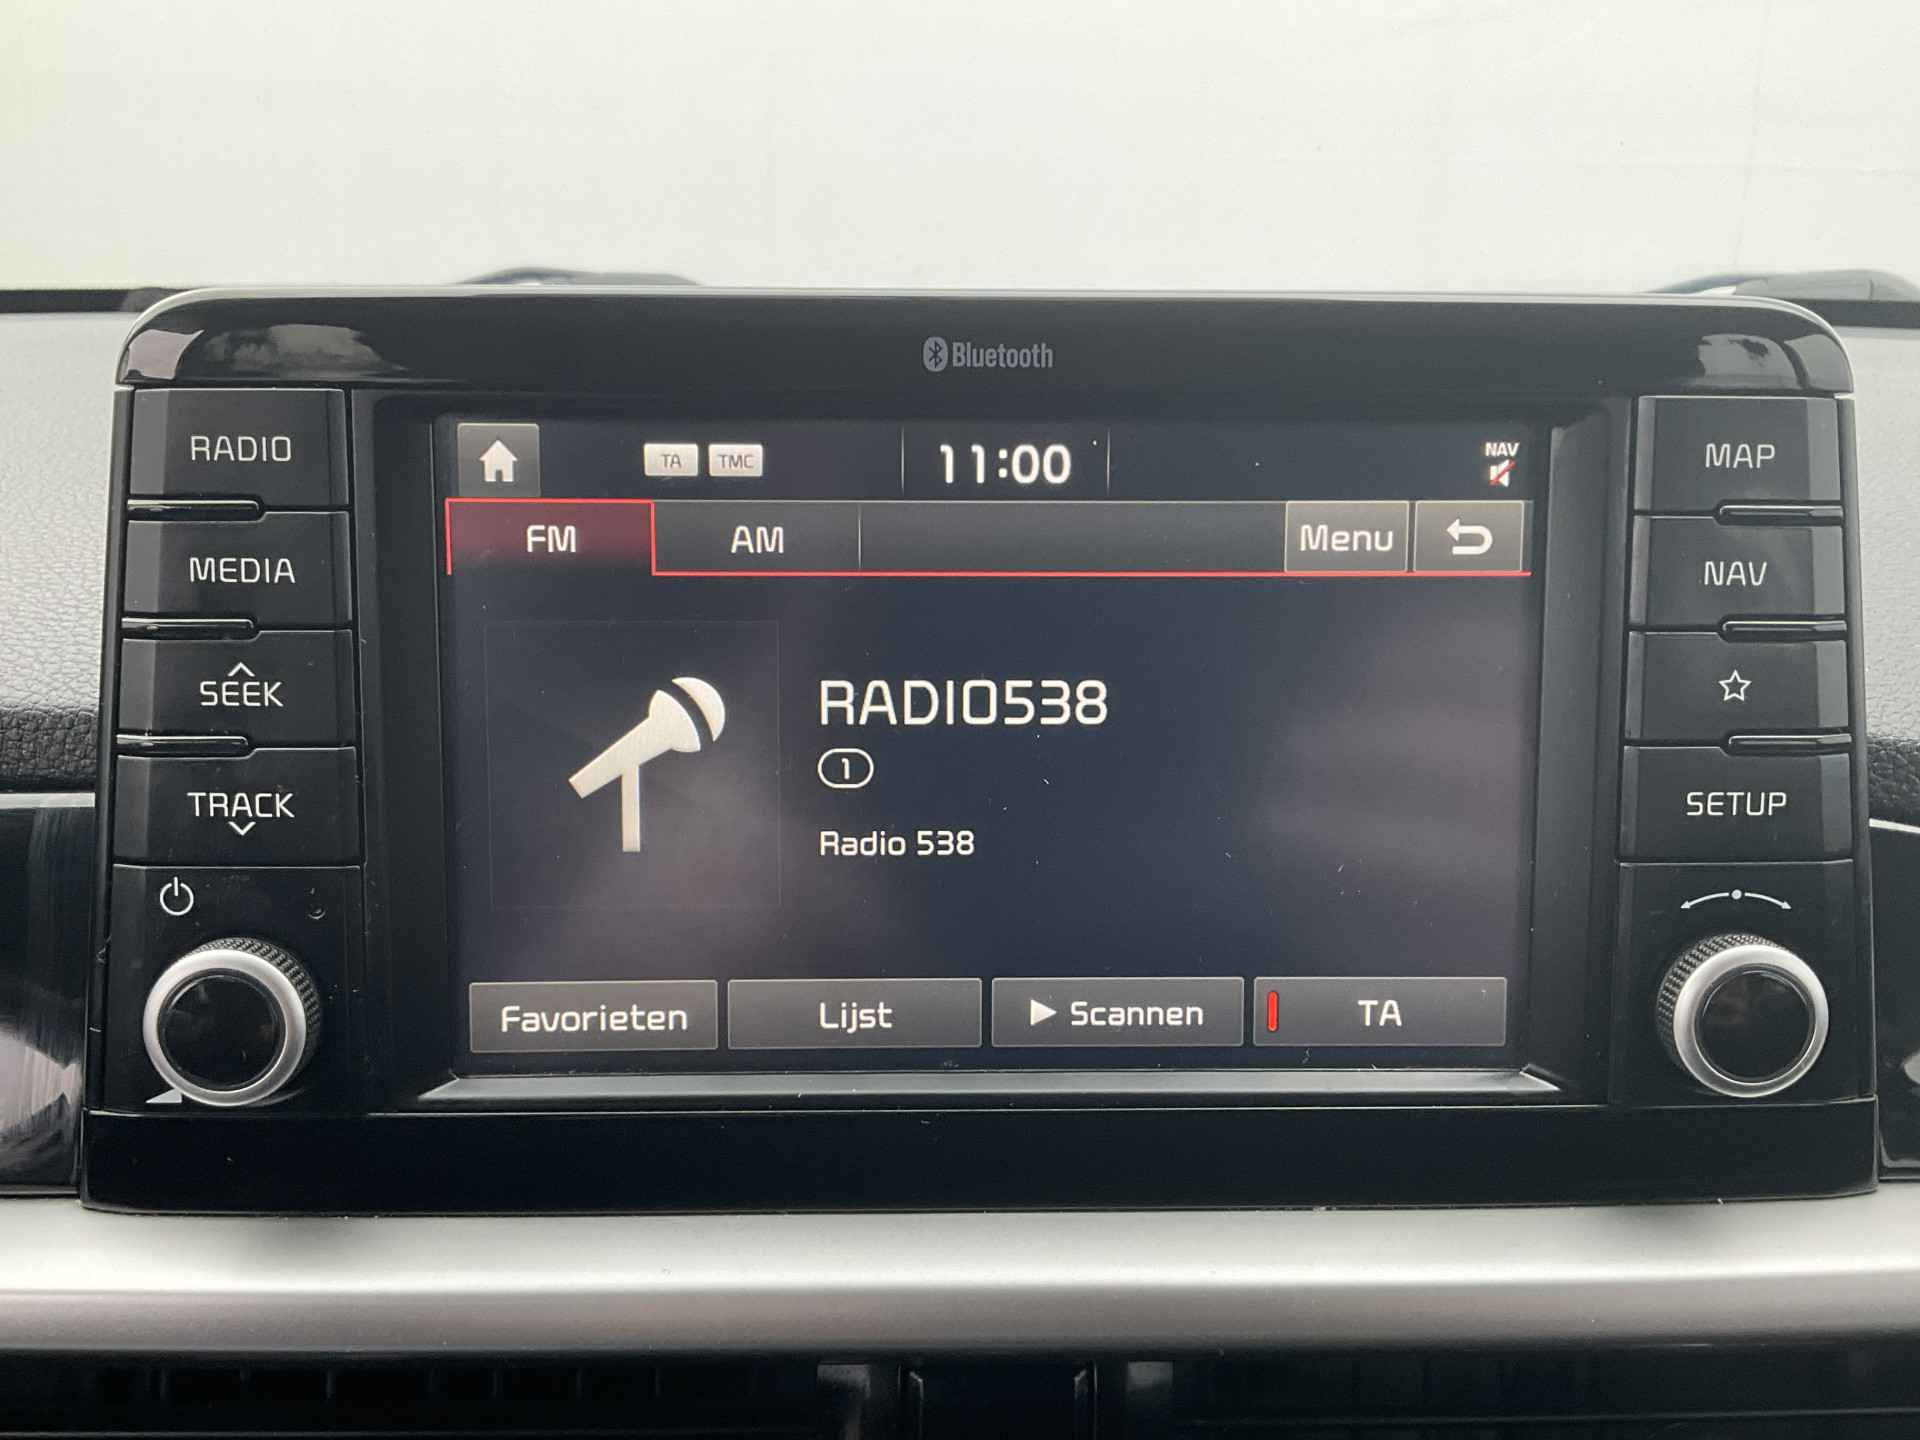 Bluetooth
RADIO
MEDIA
SEEK
TRACK
TA TMC 11:00 NAV
FM AM Menu
RADIO538
1
Radio 538
Favorieten Lijst Scannen TA
MAP
NAV
SETUP